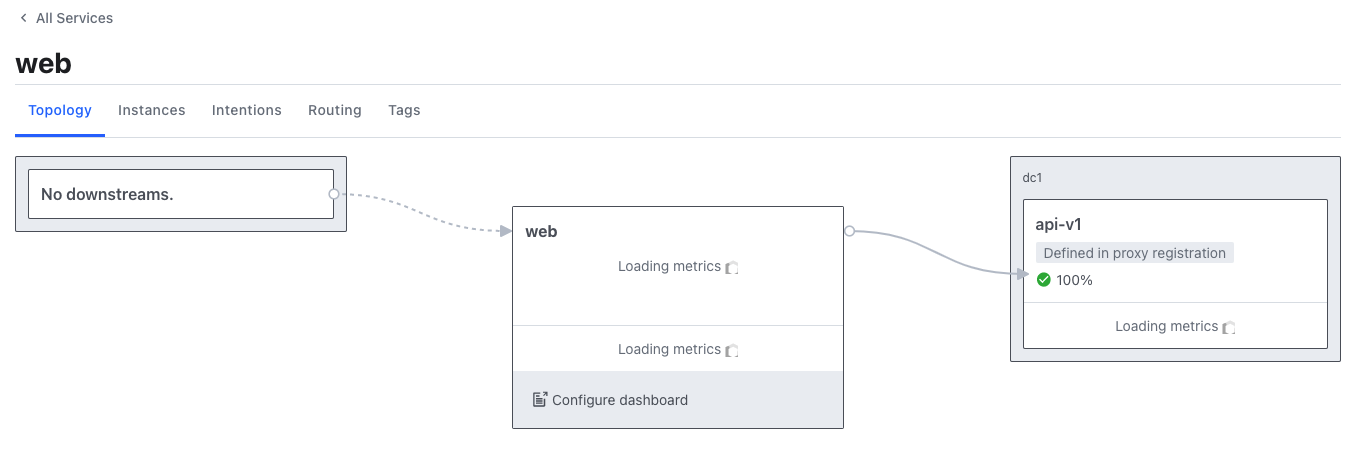 All Services
web
Topology Instances Intentions Routing Tags
No downstreams.
web
Loading metrics
Loading metrics
Configure dashboard
dc1
api-v1
Defined in proxy registration
100%
Loading metrics